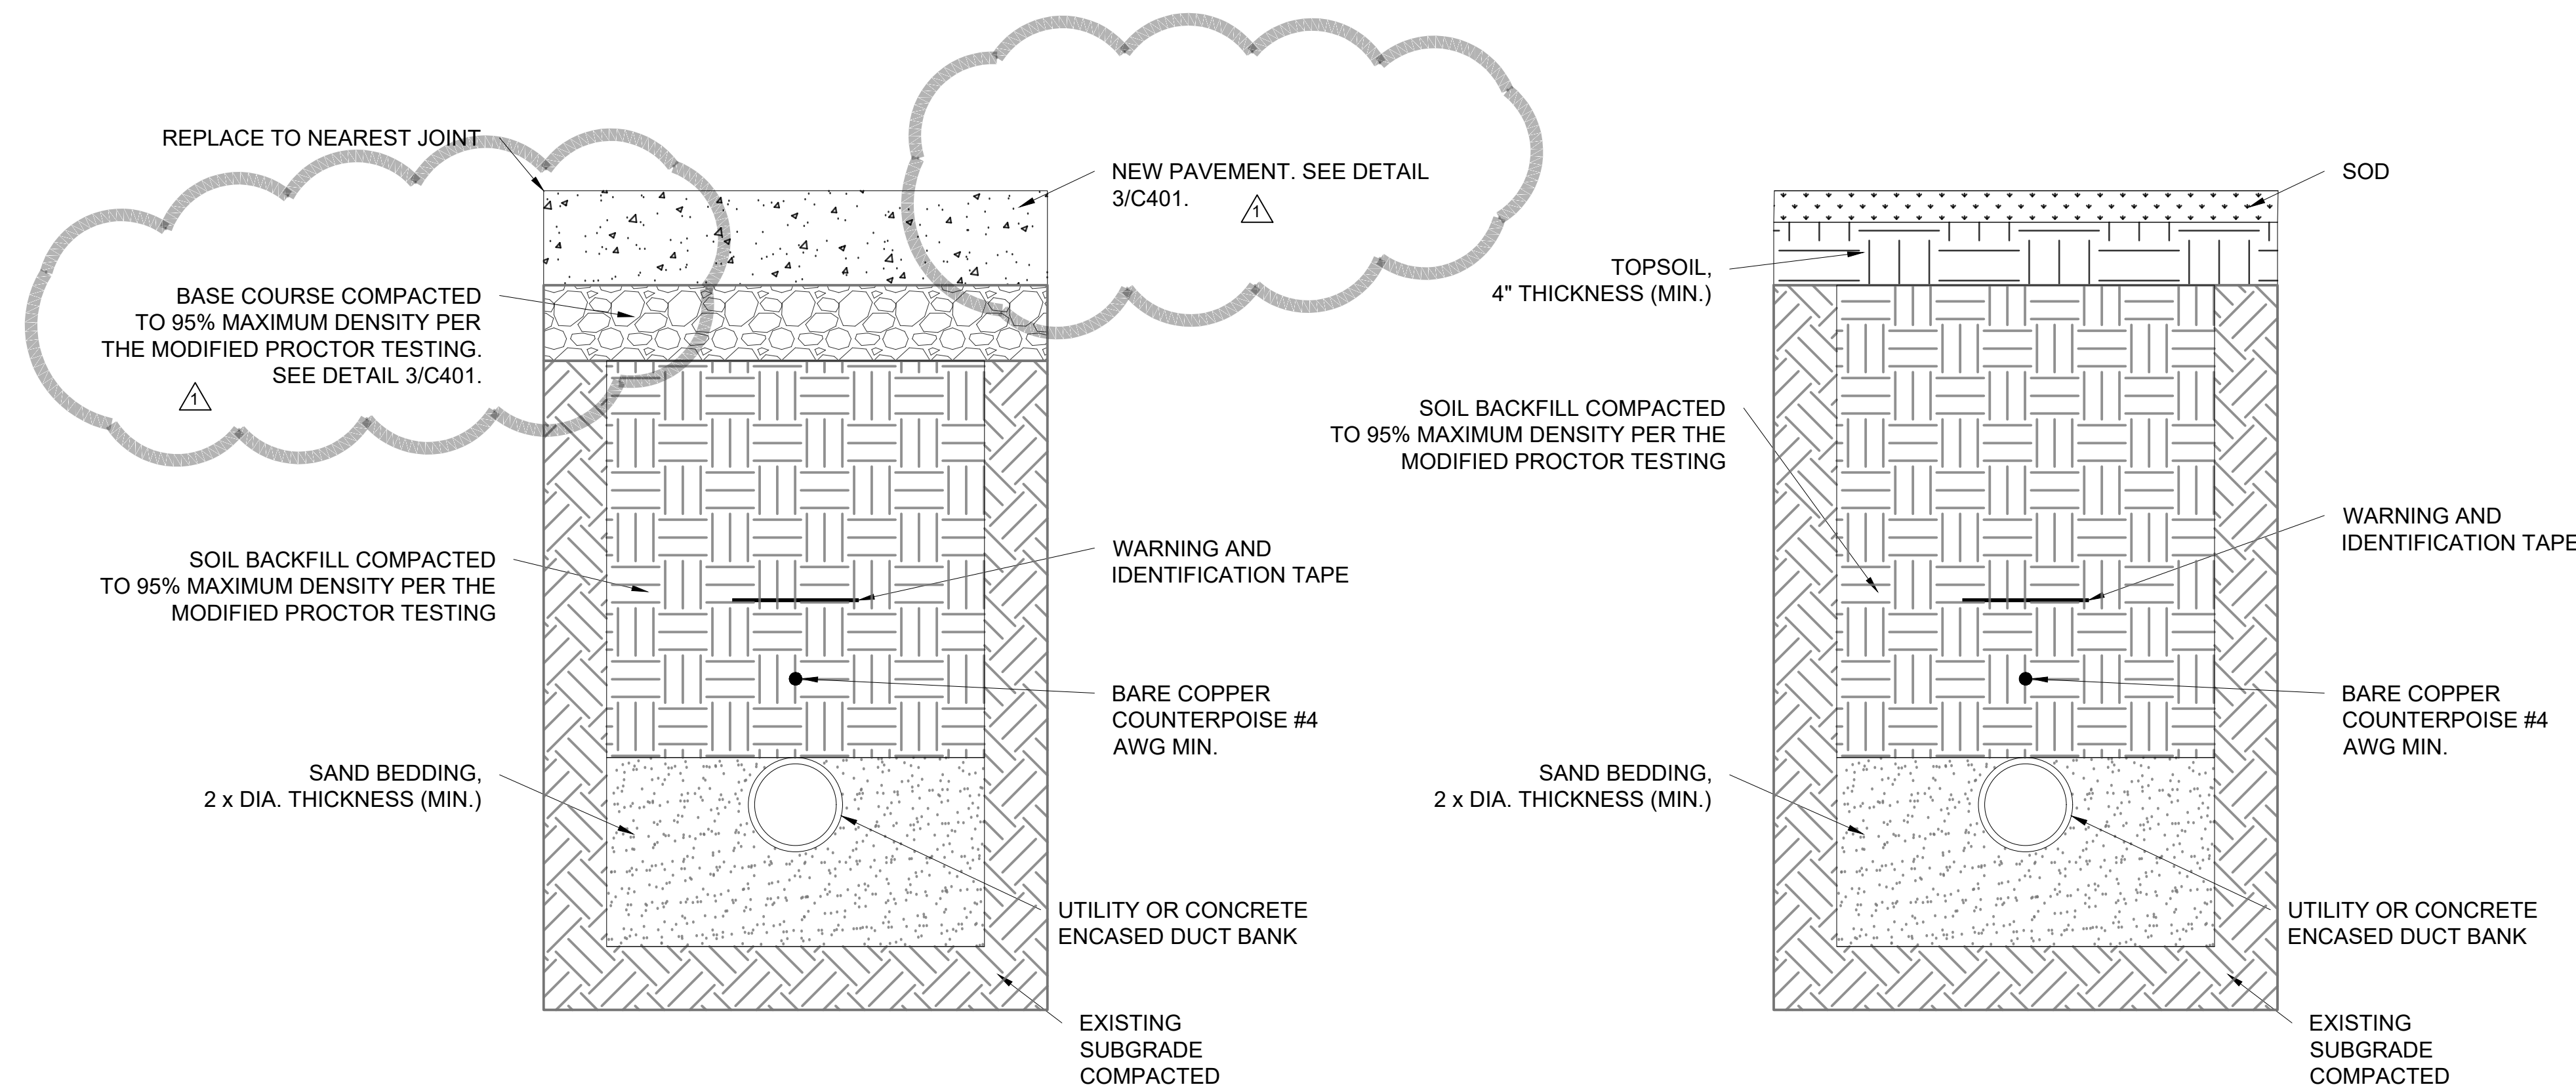 REPLACE TO NEAREST JOINT
NEW PAVEMENT. SEE DETAIL
3/C401.
1
BASE COURSE COMPACTED
TO 95% MAXIMUM DENSITY PER
THE MODIFIED PROCTOR TESTING.
SEE DETAIL 3/C401.
1
SOIL BACKFILL COMPACTED
TO 95% MAXIMUM DENSITY PER THE
MODIFIED PROCTOR TESTING
WARNING AND
IDENTIFICATION TAPE
BARE COPPER
COUNTERPOISE #4
AWG MIN.
SAND BEDDING,
2 x DIA. THICKNESS (MIN.)
UTILITY OR CONCRETE
ENCASED DUCT BANK
EXISTING
SUBGRADE
COMPACTED
SOD
TOPSOIL,
4" THICKNESS (MIN.)
SOIL BACKFILL COMPACTED
TO 95% MAXIMUM DENSITY PER THE
MODIFIED PROCTOR TESTING
WARNING AND
IDENTIFICATION TAPE
BARE COPPER
COUNTERPOISE #4
AWG MIN.
SAND BEDDING,
2 x DIA. THICKNESS (MIN.)
UTILITY OR CONCRETE
ENCASED DUCT BANK
EXISTING
SUBGRADE
COMPACTED